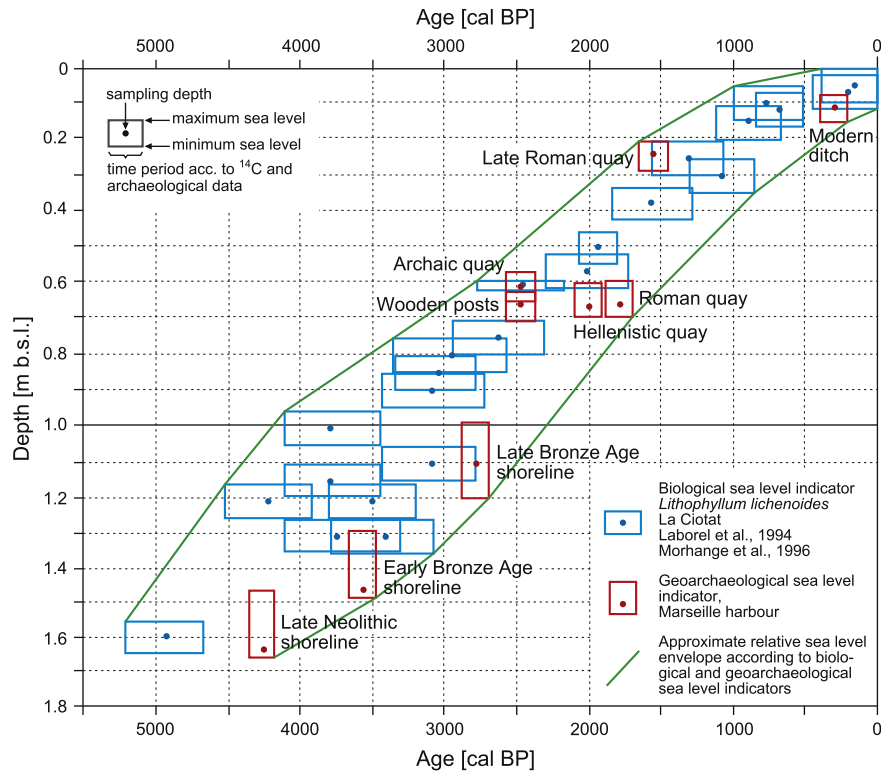 Age [cal BP]
5000 4000 3000 2000 1000 0
0
0.2
0.4
0.6
0.8
1.0
1.2
1.4
1.6
1.8
Depth [m b.s.l.]
sampling depth
maximum sea level
minimum sea level
time period acc. to ¹⁴C and
archaeological data
Modern
ditch
Late Roman quay
Archaic quay
Wooden posts
Roman quay
Hellenistic quay
Late Bronze Age
shoreline
Early Bronze Age
shoreline
Late Neolithic
shoreline
Biological sea level indicator
Lithophyllum lichenoides
La Ciotat
Laborel et al., 1994
Morhange et al., 1996
Geoarchaeological sea level
indicator,
Marseille harbour
Approximate relative sea level
envelope according to biolo-
gical and geoarchaeological
sea level indicators
5000 4000 3000 2000 1000 0
Age [cal BP]